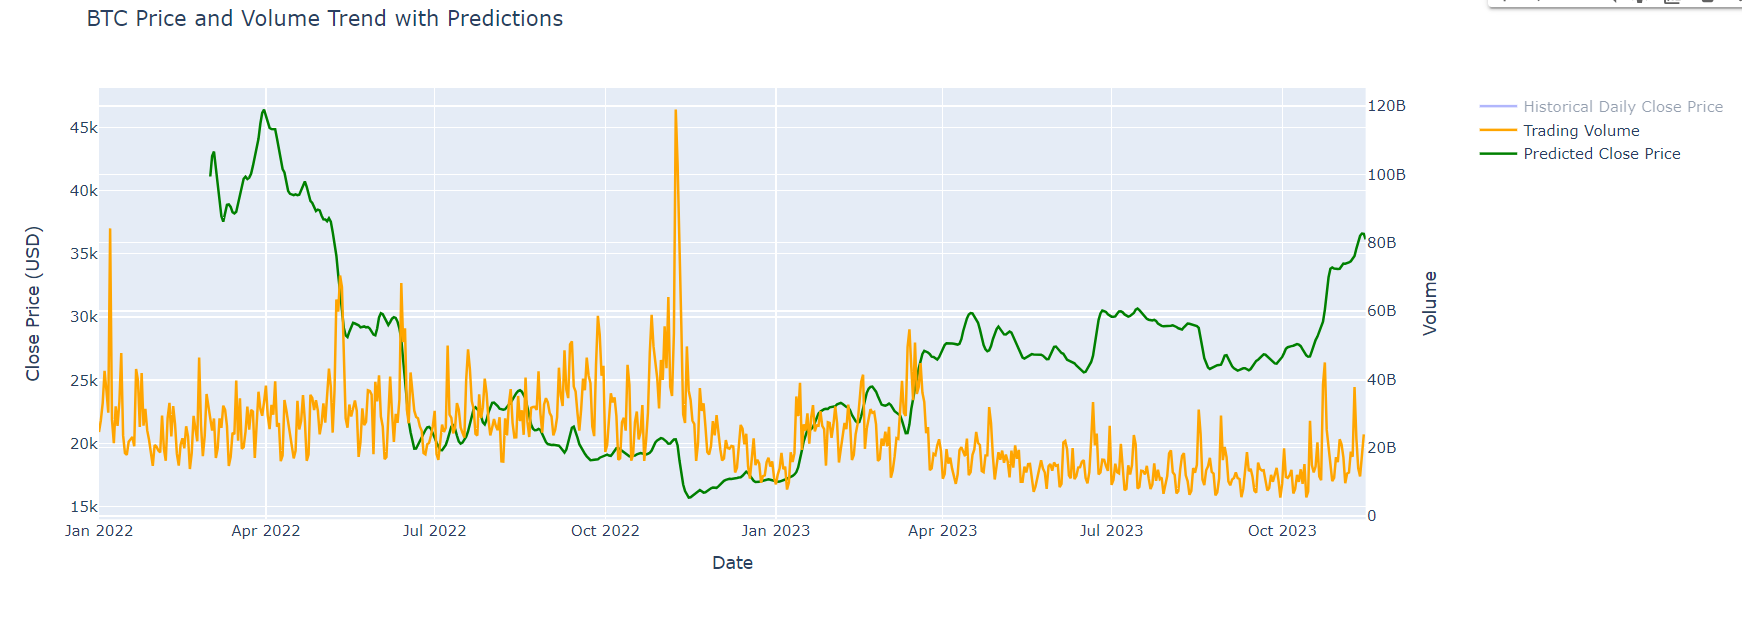 BTC Price and Volume Trend with Predictions
Close Price (USD)
45k
40k
35k
30k
25k
20k
15k
120B
100B
80B
60B
40B
20B
0
Volume
Historical Daily Close Price
Trading Volume
Predicted Close Price
Jan 2022
Apr 2022
Jul 2022
Oct 2022
Jan 2023
Apr 2023
Jul 2023
Oct 2023
Date